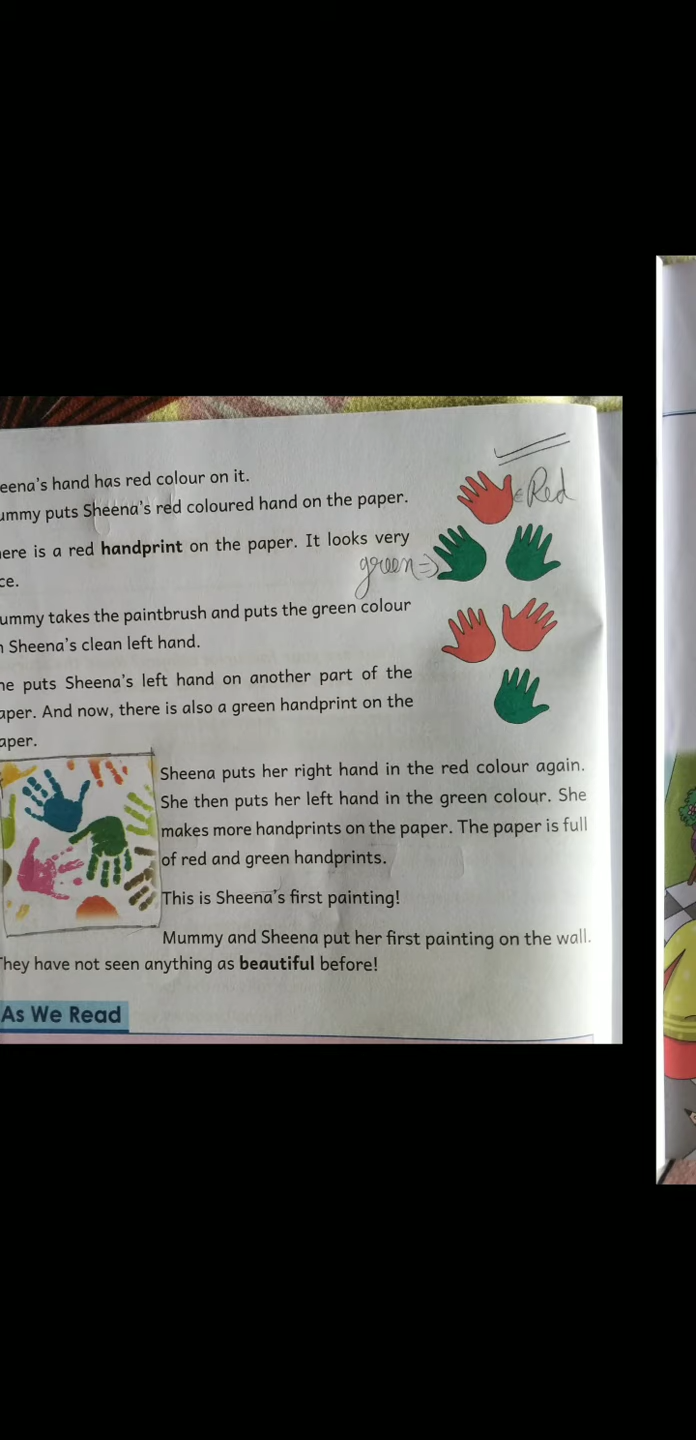 eena's hand has red colour on it.
ummy puts Sheena's red coloured hand on the paper.
Red
ere is a red handprint on the paper. It looks very
ce.
green
ummy takes the paintbrush and puts the green colour
n Sheena's clean left hand.
he puts Sheena's left hand on another part of the
aper. And now, there is also a green handprint on the
aper.
Sheena puts her right hand in the red colour again.
She then puts her left hand in the green colour. She
makes more handprints on the paper. The paper is full
of red and green handprints.
This is Sheena's first painting!
Mummy and Sheena put her first painting on the wall.
They have not seen anything as beautiful before!
As We Read